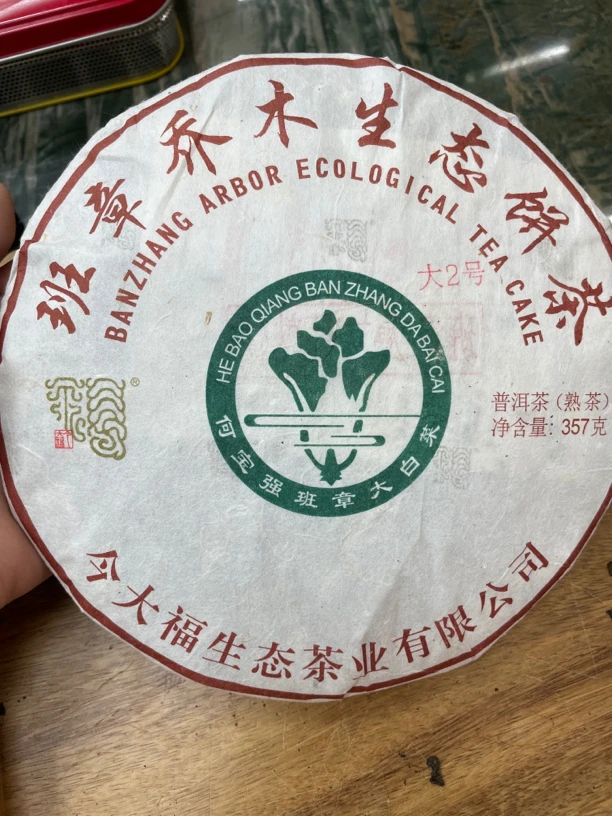 班章乔木生态饼茶
BANZHANG ARBOR ECOLOGICAL TEA CAKE
大2号
HE BAO QIANG BAN ZHANG DA BAI CAI
何宝强班章大白菜
®
普洱茶（熟茶）
净含量: 357克
今大福生态茶业有限公司